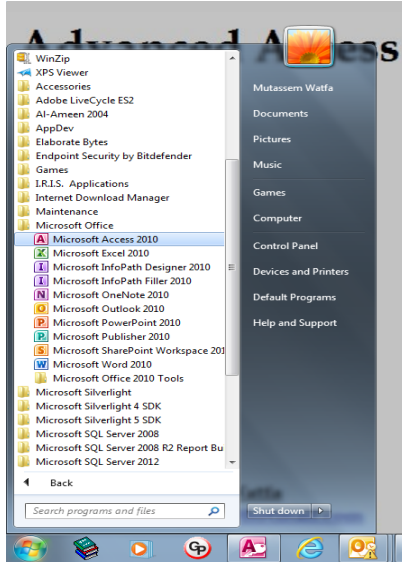 Advanced Access
WinZip
XPS Viewer
Accessories
Adobe LiveCycle ES2
Al-Ameen 2004
AppDev
Elaborate Bytes
Endpoint Security by Bitdefender
Games
I.R.I.S. Applications
Internet Download Manager
Maintenance
Microsoft Office
Microsoft Access 2010
Microsoft Excel 2010
Microsoft InfoPath Designer 2010
Microsoft InfoPath Filler 2010
Microsoft OneNote 2010
Microsoft Outlook 2010
Microsoft PowerPoint 2010
Microsoft Publisher 2010
Microsoft SharePoint Workspace 201
Microsoft Word 2010
Microsoft Office 2010 Tools
Microsoft Silverlight
Microsoft Silverlight 4 SDK
Microsoft Silverlight 5 SDK
Microsoft SQL Server 2008
Microsoft SQL Server 2008 R2 Report Bu
Microsoft SQL Server 2012
Back
Search programs and files
Mutassem Watfa
Documents
Pictures
Music
Games
Computer
Control Panel
Devices and Printers
Default Programs
Help and Support
Shut down